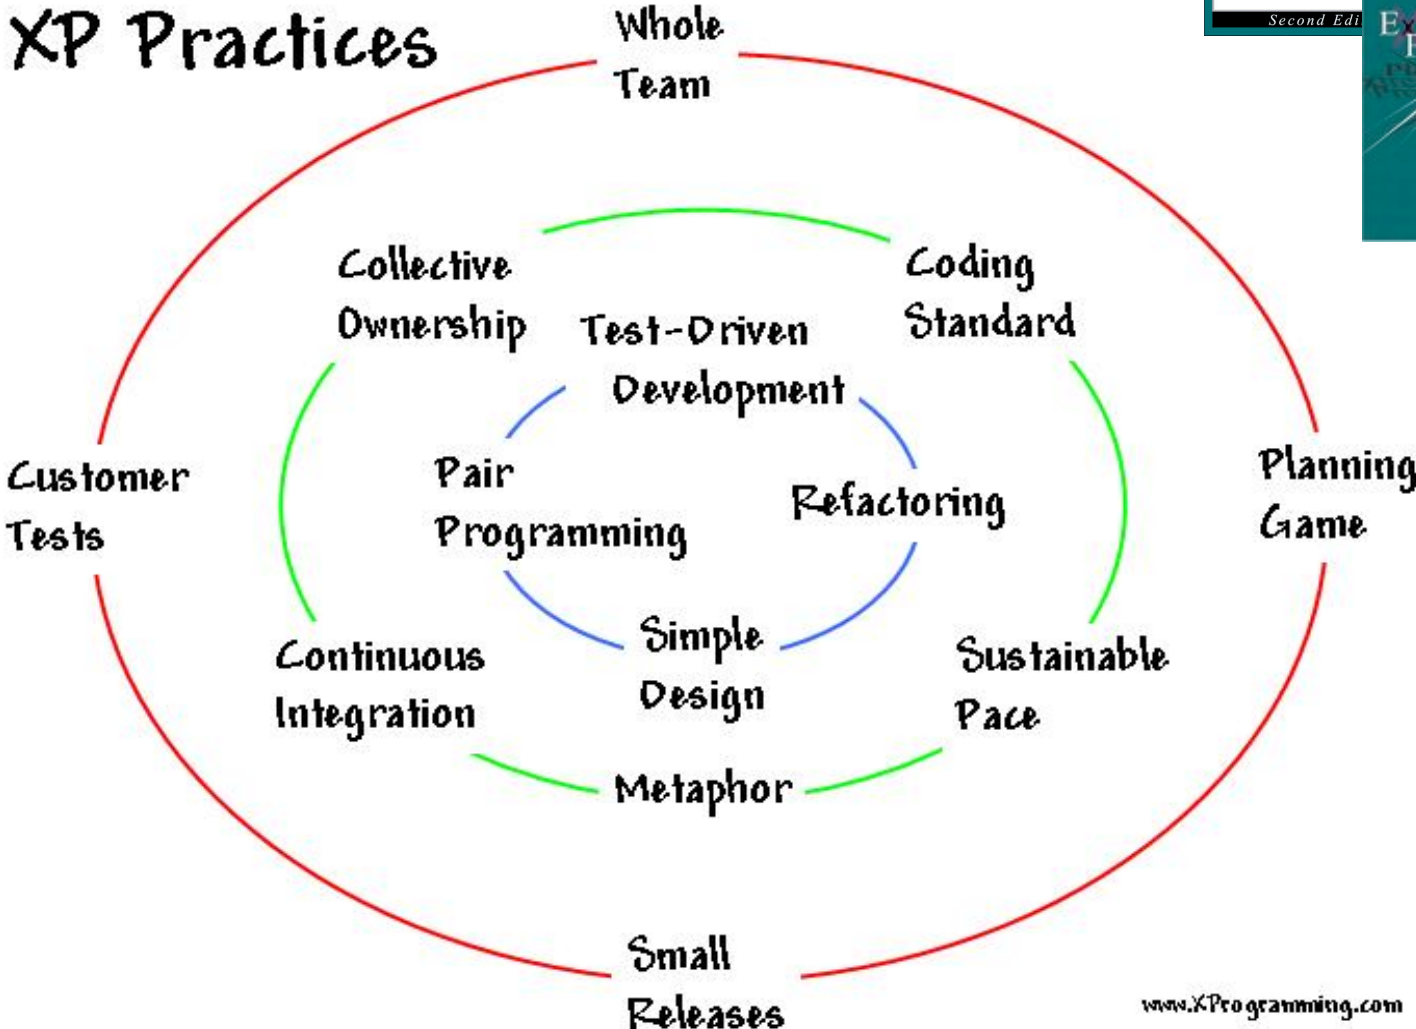 XP Practices
Whole
Team
Second Edi
Collective
Ownership
Coding
Standard
Test-Driven
Development
Customer
Tests
Pair
Programming
Refactoring
Planning
Game
Continuous
Integration
Simple
Design
Sustainable
Pace
Metaphor
Small
Releases
www.XProgramming.com